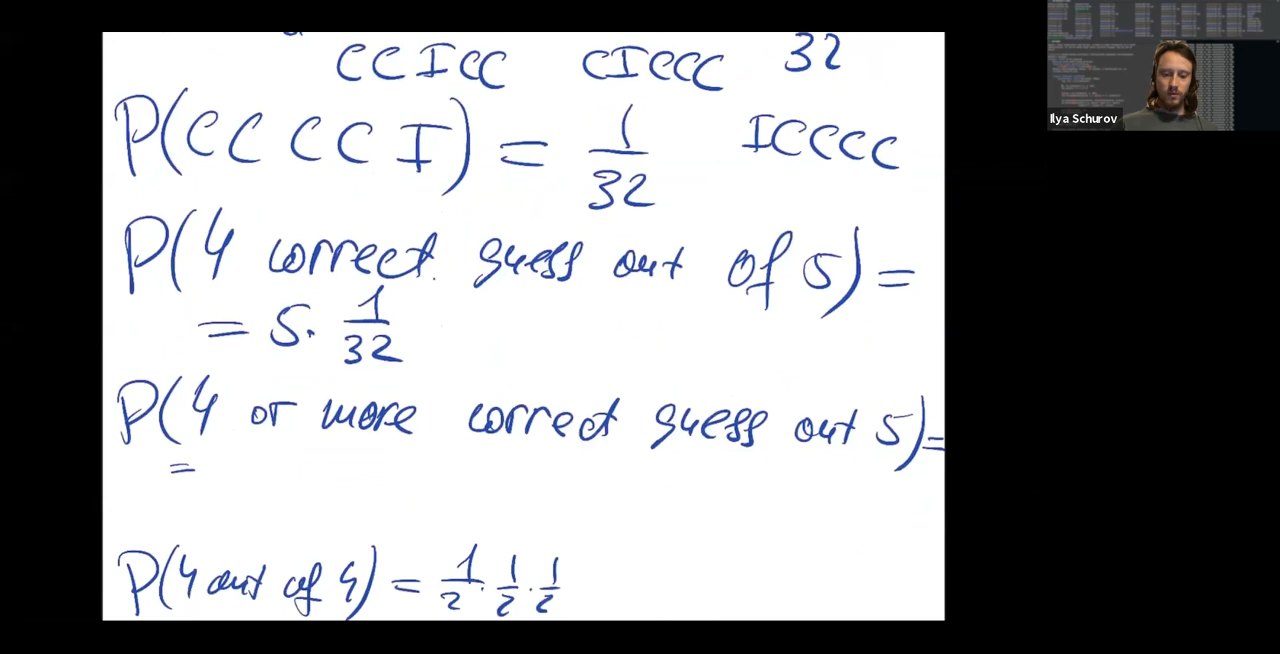 CCICC CICCC 32
P(CCCCI) = 1/32 ICCCC
P(4 correct guess out of 5) =
= 5 · 1/32
P(4 or more correct guess out 5) =
=
P(4 out of 4) = 1/2 · 1/2 · 1/2
Ilya Schurov